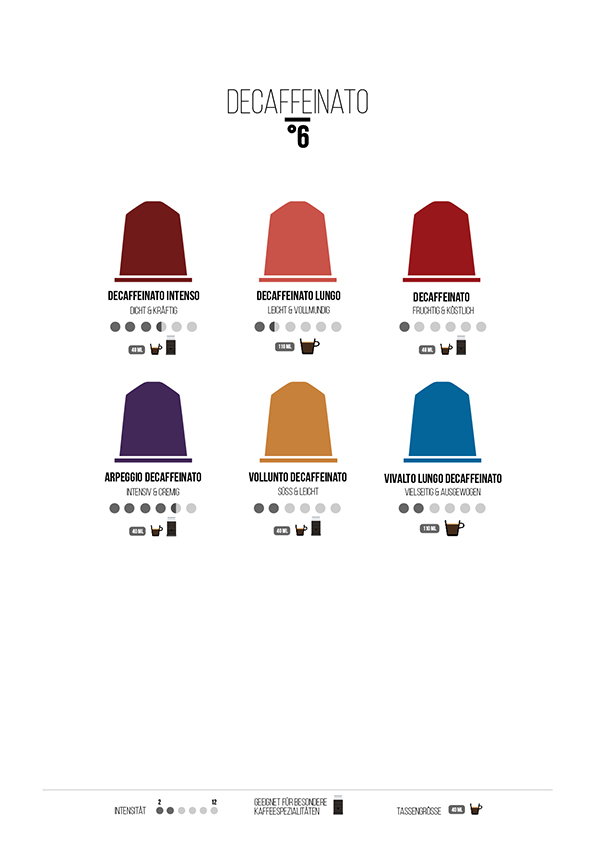 DECAFFEINATO
°6
DECAFFEINATO INTENSO
DICHT & KRÄFTIG
40 ML
DECAFFEINATO LUNGO
LEICHT & VOLLMUNDIG
110 ML
DECAFFEINATO
FRUCHTIG & KÖSTLICH
40 ML
ARPEGGIO DECAFFEINATO
INTENSIV & CREMIG
40 ML
VOLLUNTO DECAFFEINATO
SÜSS & LEICHT
40 ML
VIVALTO LUNGO DECAFFEINATO
VIELSEITIG & AUSGEWOGEN
110 ML
INTENSITÄT
2 12
GEEIGNET FÜR BESONDERE
KAFFEESPEZIALITÄTEN
TASSENGRÖSSE
40 ML